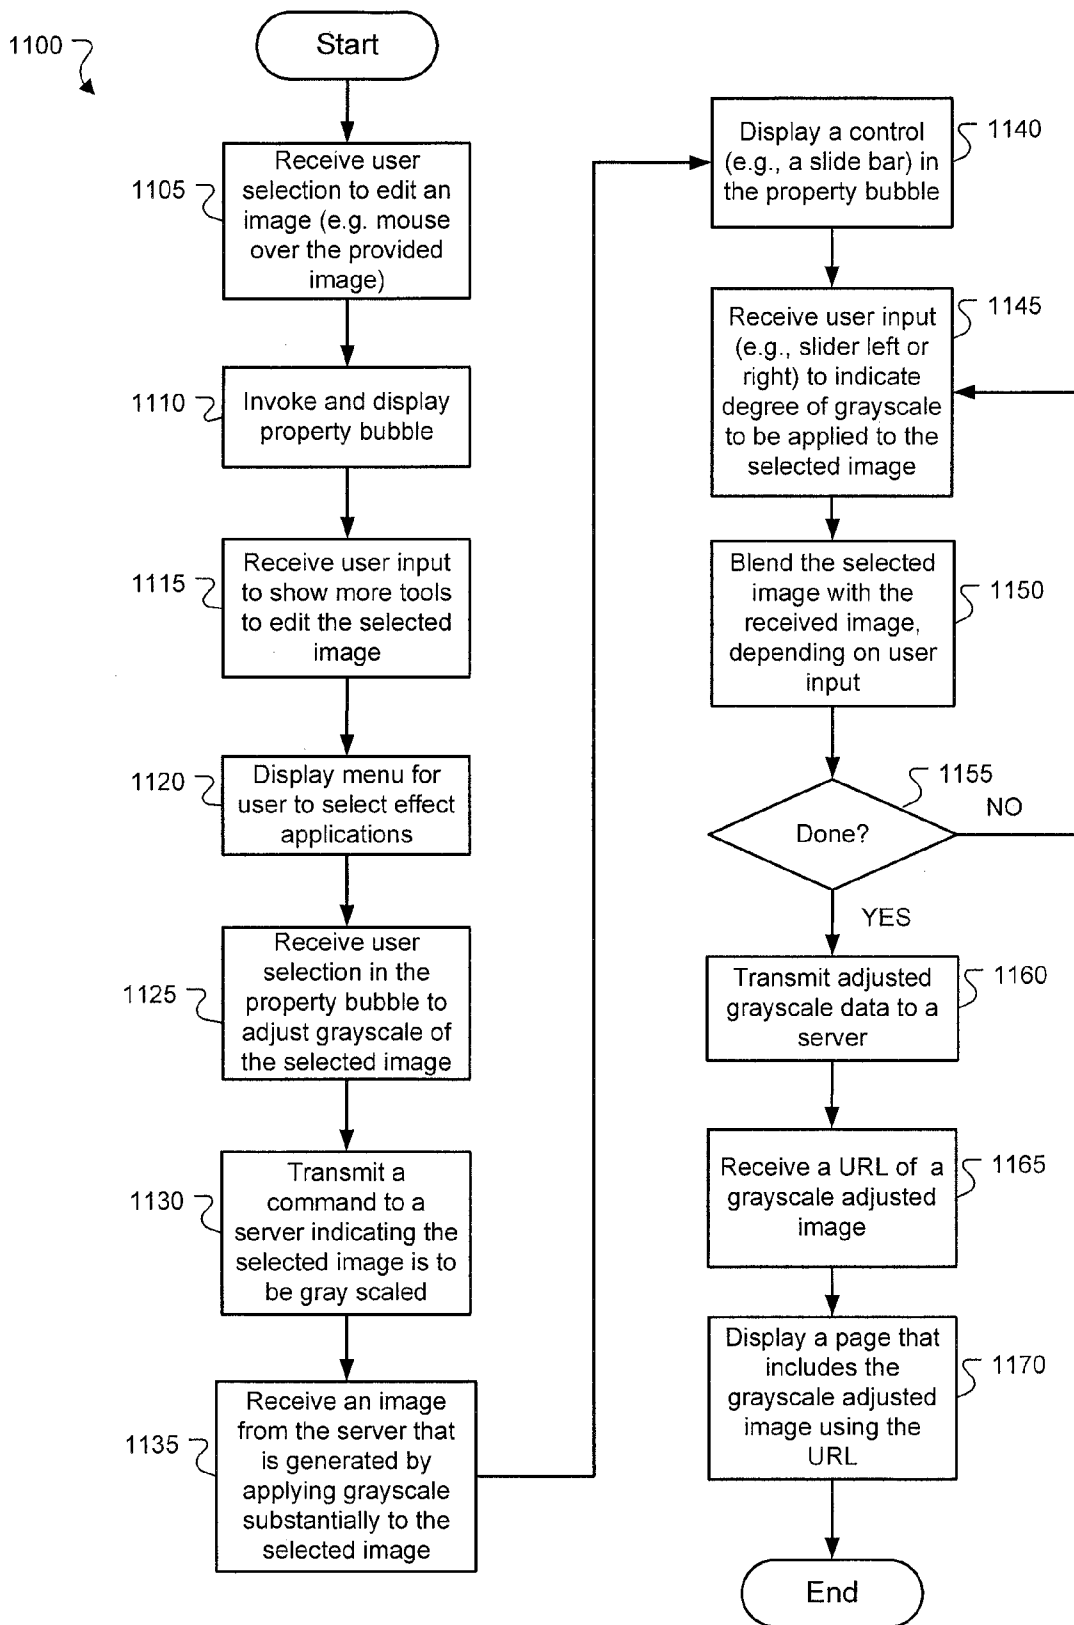 1100
Start
1105
Receive user
selection to edit an
image (e.g. mouse
over the provided
image)
1110
Invoke and display
property bubble
1115
Receive user input
to show more tools
to edit the selected
image
1120
Display menu for
user to select effect
applications
1125
Receive user
selection in the
property bubble to
adjust grayscale of
the selected image
1130
Transmit a
command to a
server indicating the
selected image is to
be gray scaled
1135
Receive an image
from the server that
is generated by
applying grayscale
substantially to the
selected image
1140
Display a control
(e.g., a slide bar) in
the property bubble
1145
Receive user input
(e.g., slider left or
right) to indicate
degree of grayscale
to be applied to the
selected image
1150
Blend the selected
image with the
received image,
depending on user
input
1155
Done?
NO
YES
1160
Transmit adjusted
grayscale data to a
server
1165
Receive a URL of a
grayscale adjusted
image
1170
Display a page that
includes the
grayscale adjusted
image using the
URL
End